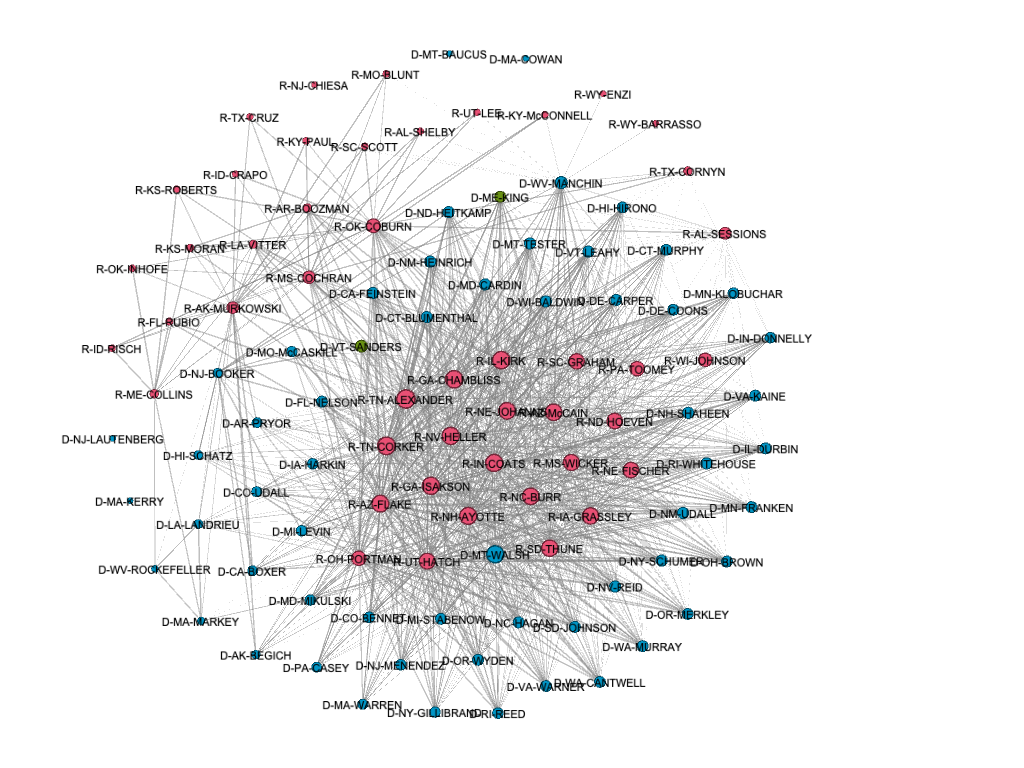 D-MT-BAUCUS
D-MA-COWAN
R-MO-BLUNT
R-NJ-CHIESA
R-WY-ENZI
R-TX-CRUZ
R-UT-LEE
R-KY-McCONNELL
R-WY-BARRASSO
R-AL-SHELBY
R-KY-PAUL
R-SC-SCOTT
R-ID-CRAPO
R-TX-CORNYN
R-KS-ROBERTS
D-WV-MANCHIN
D-ME-KING
R-AR-BOOZMAN
D-ND-HEITKAMP
D-HI-HIRONO
R-OK-COBURN
R-AL-SESSIONS
R-KS-MORAN
R-LA-VITTER
D-MT-TESTER
D-VT-LEAHY
D-CT-MURPHY
R-OK-INHOFE
D-NM-HEINRICH
R-MS-COCHRAN
D-MD-CARDIN
D-CA-FEINSTEIN
D-WI-BALDWIN
D-DE-CARPER
D-MN-KLOBUCHAR
R-AK-MURKOWSKI
D-DE-COONS
D-CT-BLUMENTHAL
R-FL-RUBIO
D-IN-DONNELLY
R-ID-RISCH
D-MO-McCASKILL
D-VT-SANDERS
R-IL-KIRK
R-SC-GRAHAM
R-PA-TOOMEY
R-WI-JOHNSON
D-NJ-BOOKER
R-GA-CHAMBLISS
R-ME-COLLINS
D-FL-NELSON
R-TN-ALEXANDER
D-VA-KAINE
R-NE-JOHANNS
R-AZ-McCAIN
D-NH-SHAHEEN
D-AR-PRYOR
R-ND-HOEVEN
D-NJ-LAUTENBERG
R-NV-HELLER
R-TN-CORKER
D-IL-DURBIN
D-HI-SCHATZ
D-IA-HARKIN
R-IN-COATS
R-MS-WICKER
R-NE-FISCHER
D-RI-WHITEHOUSE
D-CO-UDALL
R-GA-ISAKSON
D-MA-KERRY
R-NC-BURR
R-AZ-FLAKE
D-MN-FRANKEN
D-NM-UDALL
R-NH-AYOTTE
R-IA-GRASSLEY
D-LA-LANDRIEU
D-MI-LEVIN
R-SD-THUNE
D-MT-WALSH
R-OH-PORTMAN
R-UT-HATCH
D-NY-SCHUMER
D-OH-BROWN
D-WV-ROCKEFELLER
D-CA-BOXER
D-NV-REID
D-MD-MIKULSKI
D-OR-MERKLEY
D-CO-BENNET
D-MI-STABENOW
D-MA-MARKEY
D-NC-HAGAN
D-SD-JOHNSON
D-WA-MURRAY
D-AK-BEGICH
D-PA-CASEY
D-NJ-MENENDEZ
D-OR-WYDEN
D-WA-CANTWELL
D-VA-WARNER
D-MA-WARREN
D-NY-GILLIBRAND
D-RI-REED